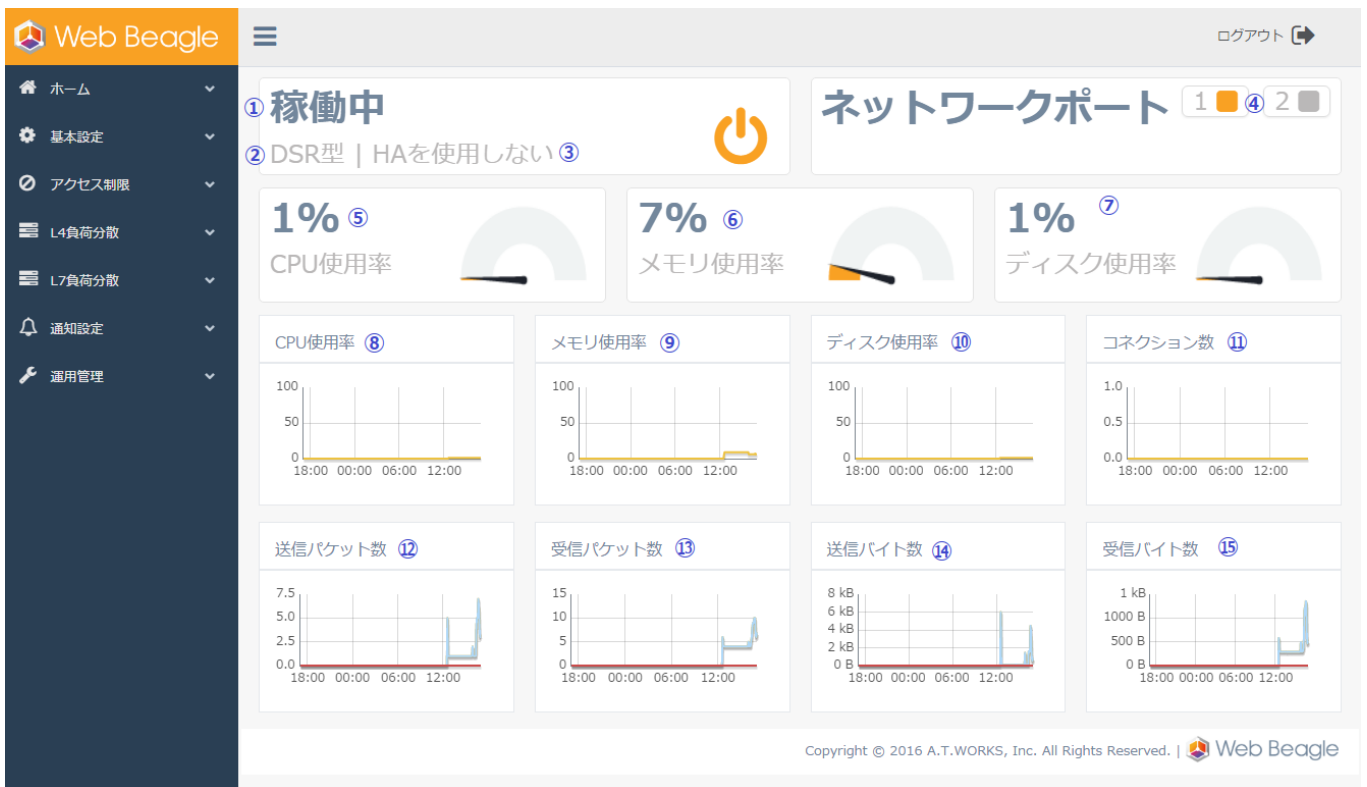 Web Beagle
ログアウト
ホーム
基本設定
アクセス制限
L4負荷分散
L7負荷分散
通知設定
運用管理
① 稼働中
② DSR型 | HAを使用しない ③
ネットワークポート 1 ④ 2
1% ⑤
CPU使用率
7% ⑥
メモリ使用率
1% ⑦
ディスク使用率
CPU使用率 ⑧
100
50
0
18:00 00:00 06:00 12:00
メモリ使用率 ⑨
100
50
0
18:00 00:00 06:00 12:00
ディスク使用率 ⑩
100
50
0
18:00 00:00 06:00 12:00
コネクション数 ⑪
1.0
0.5
0.0
18:00 00:00 06:00 12:00
送信パケット数 ⑫
7.5
5.0
2.5
0.0
18:00 00:00 06:00 12:00
受信パケット数 ⑬
15
10
5
0
18:00 00:00 06:00 12:00
送信バイト数 ⑭
8 kB
6 kB
4 kB
2 kB
0 B
18:00 00:00 06:00 12:00
受信バイト数 ⑮
1 kB
1000 B
500 B
0 B
18:00 00:00 06:00 12:00
Copyright © 2016 A.T.WORKS, Inc. All Rights Reserved. | Web Beagle